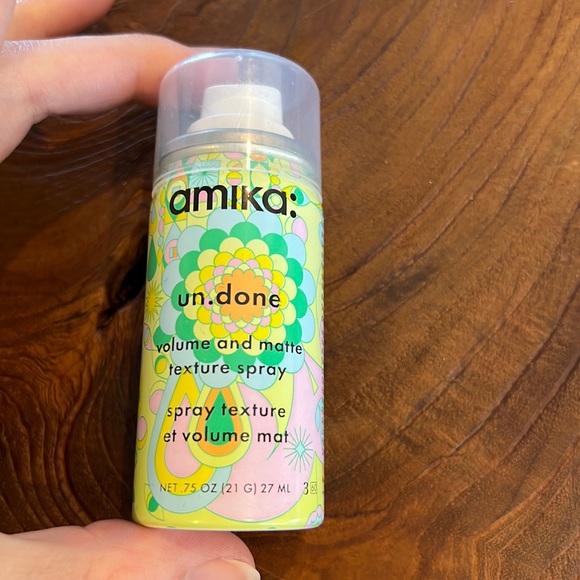 amika:
un.done
volume and matte
texture spray
spray texture
et volume mat
NET .75 OZ (21 G) 27 ML 3